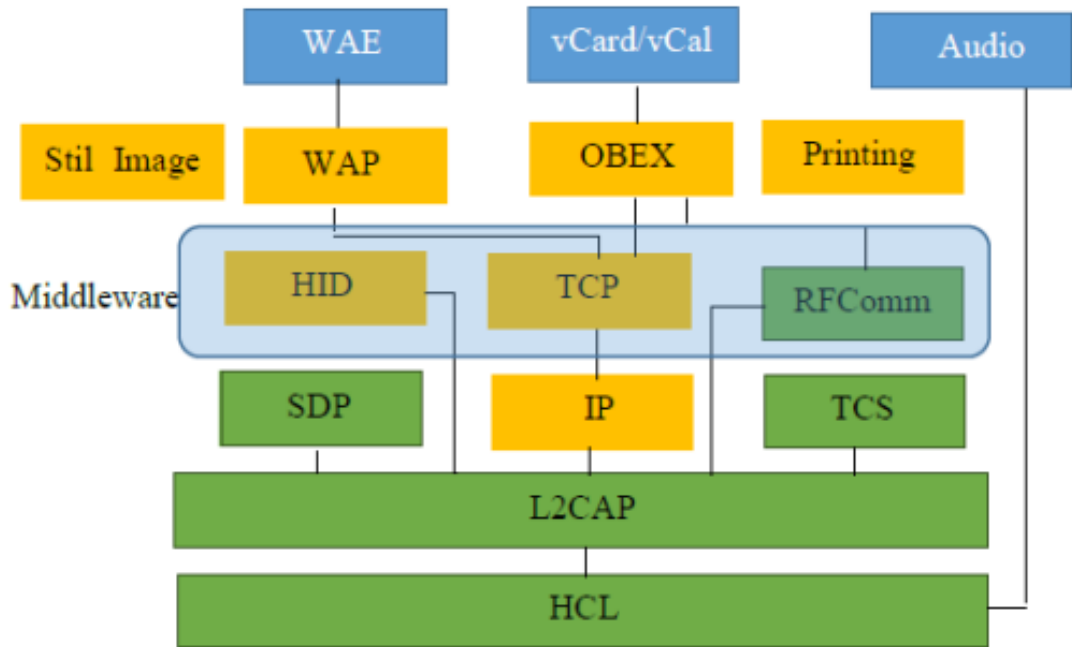 WAE
vCard/vCal
Audio
Stil Image
WAP
OBEX
Printing
Middleware
HID
TCP
RFComm
SDP
IP
TCS
L2CAP
HCL